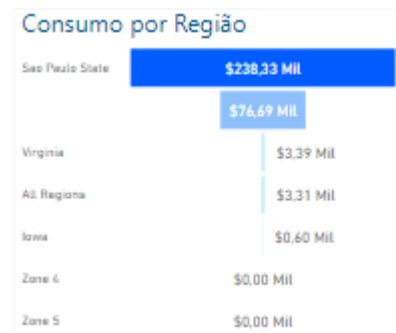 Consumo por Região
Sao Paulo State $238,33 Mil
$76,69 Mil
Virginia $3,39 Mil
All Regions $3,31 Mil
Iowa $0,60 Mil
Zone 4 $0,00 Mil
Zone 5 $0,00 Mil